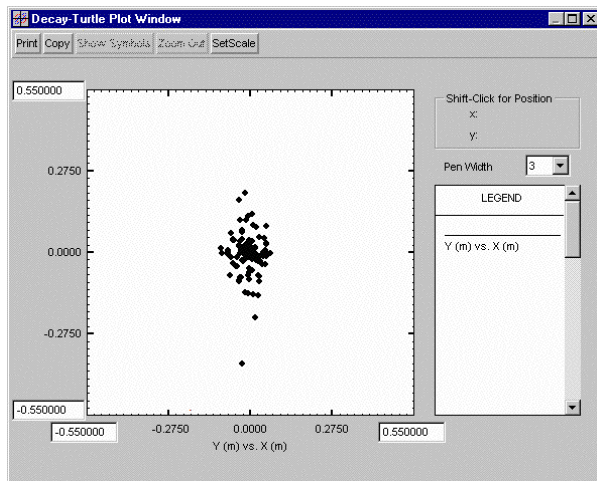 Decay-Turtle Plot Window
Print Copy Show Symbols Zoom Out SetScale
0.550000
0.2750
0.0000
-0.2750
-0.550000
-0.550000 -0.2750 0.0000 0.2750 0.550000
Y (m) vs. X (m)
Shift-Click for Position
x:
y:
Pen Width 3
LEGEND
Y (m) vs. X (m)